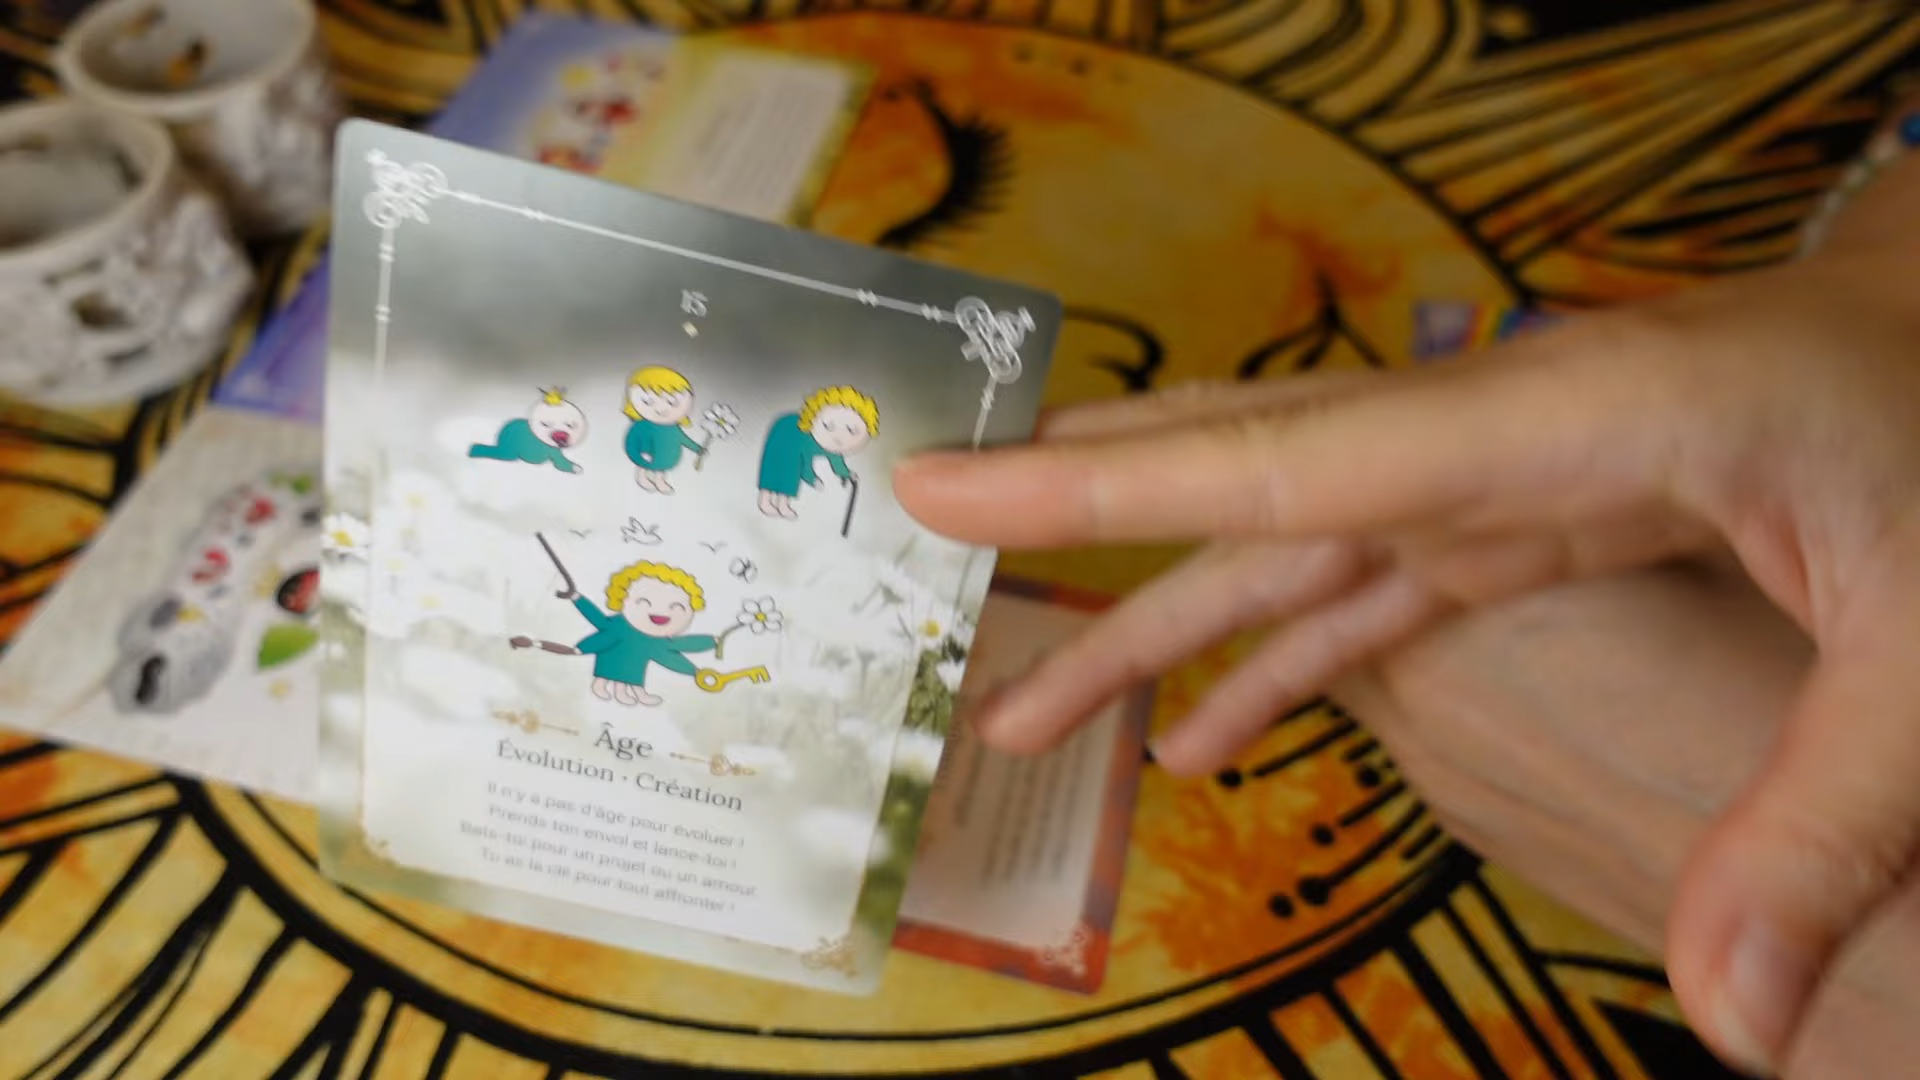 15
Âge
Évolution · Création
Il n'y a pas d'âge pour évoluer !
Prends ton envol et lance-toi !
Bats-toi pour un projet ou un amour
Tu as la clé pour tout affronter !